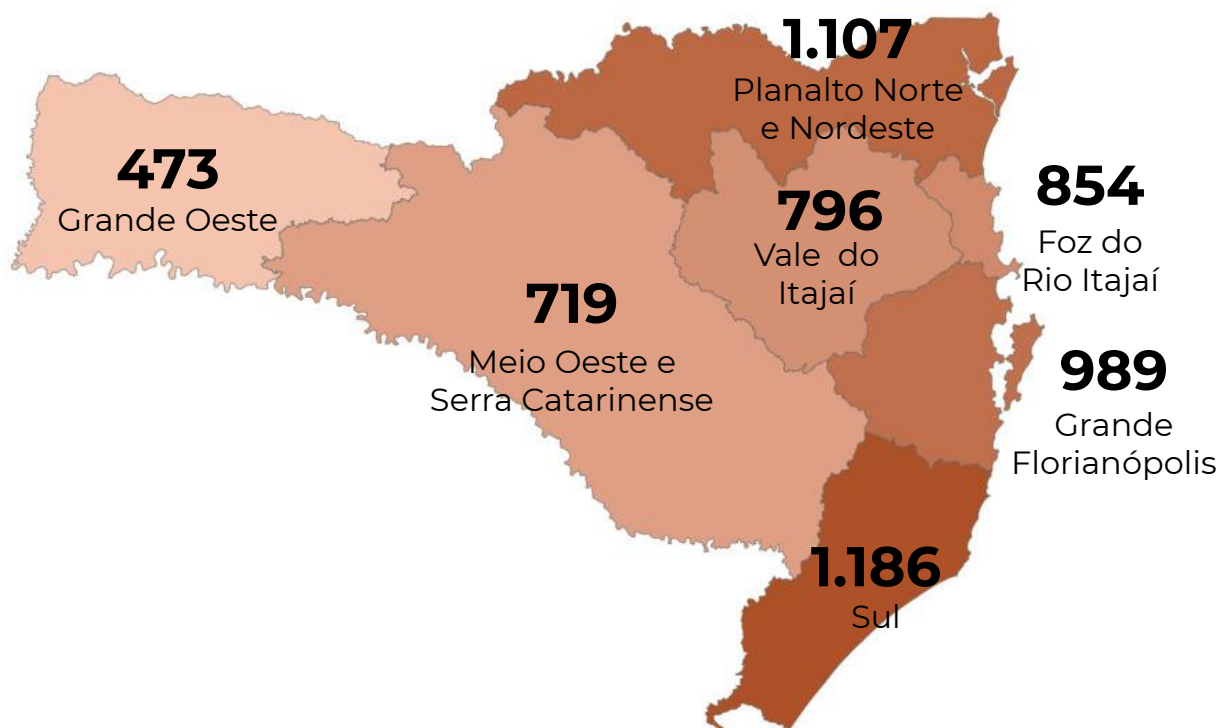 1.107
Planalto Norte
e Nordeste
473
Grande Oeste
796
Vale do
Itajaí
854
Foz do
Rio Itajaí
719
Meio Oeste e
Serra Catarinense
989
Grande
Florianópolis
1.186
Sul